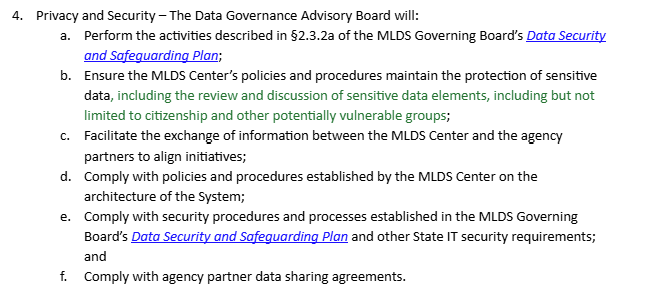 4. Privacy and Security – The Data Governance Advisory Board will:
a. Perform the activities described in §2.3.2a of the MLDS Governing Board's Data Security
and Safeguarding Plan;
b. Ensure the MLDS Center's policies and procedures maintain the protection of sensitive
data, including the review and discussion of sensitive data elements, including but not
limited to citizenship and other potentially vulnerable groups;
c. Facilitate the exchange of information between the MLDS Center and the agency
partners to align initiatives;
d. Comply with policies and procedures established by the MLDS Center on the
architecture of the System;
e. Comply with security procedures and processes established in the MLDS Governing
Board's Data Security and Safeguarding Plan and other State IT security requirements;
and
f. Comply with agency partner data sharing agreements.